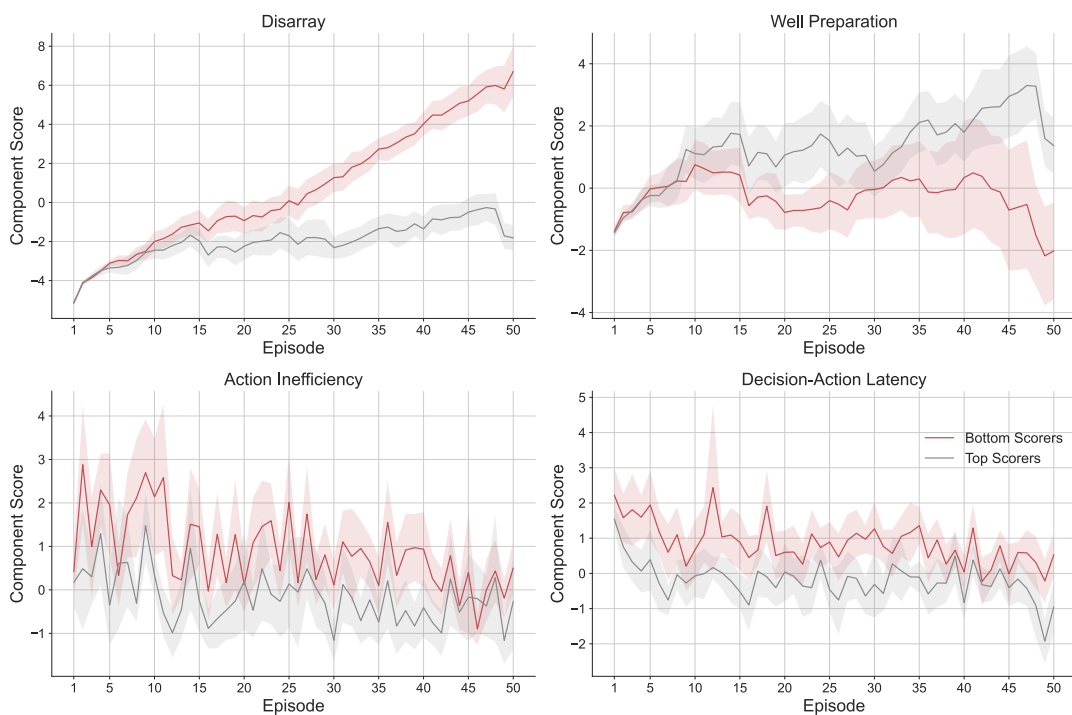 Disarray
Component Score
8
6
4
2
0
−2
−4
1 5 10 15 20 25 30 35 40 45 50
Episode
Well Preparation
Component Score
4
2
0
−2
−4
1 5 10 15 20 25 30 35 40 45 50
Episode
Action Inefficiency
Component Score
4
3
2
1
0
−1
1 5 10 15 20 25 30 35 40 45 50
Episode
Decision-Action Latency
Component Score
5
4
3
2
1
0
−1
−2
Bottom Scorers
Top Scorers
1 5 10 15 20 25 30 35 40 45 50
Episode